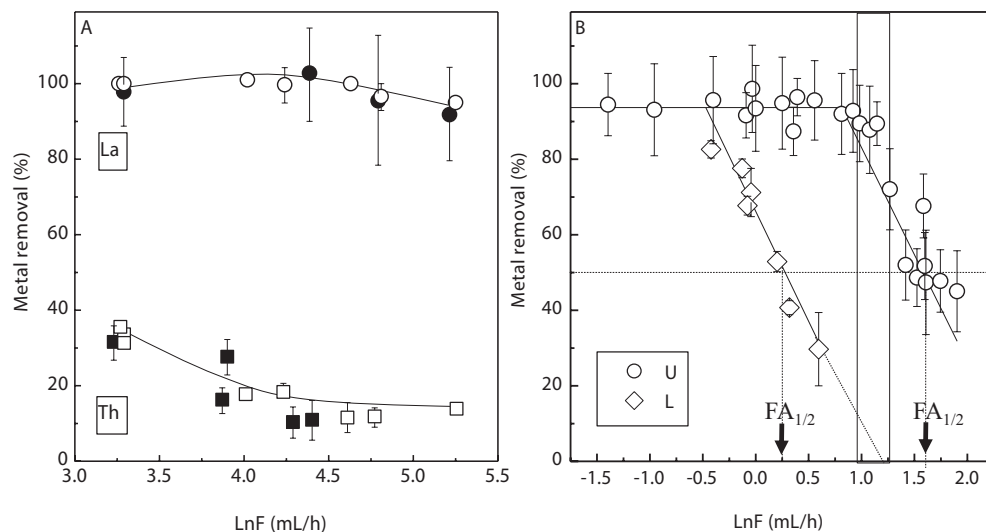 A
B
100
80
60
40
20
0
Metal removal (%)
La
Th
3.0 3.5 4.0 4.5 5.0 5.5
LnF (mL/h)
100
80
60
40
20
0
Metal removal (%)
U
L
FA1/2
FA1/2
-1.5 -1.0 -0.5 0.0 0.5 1.0 1.5 2.0
LnF (mL/h)